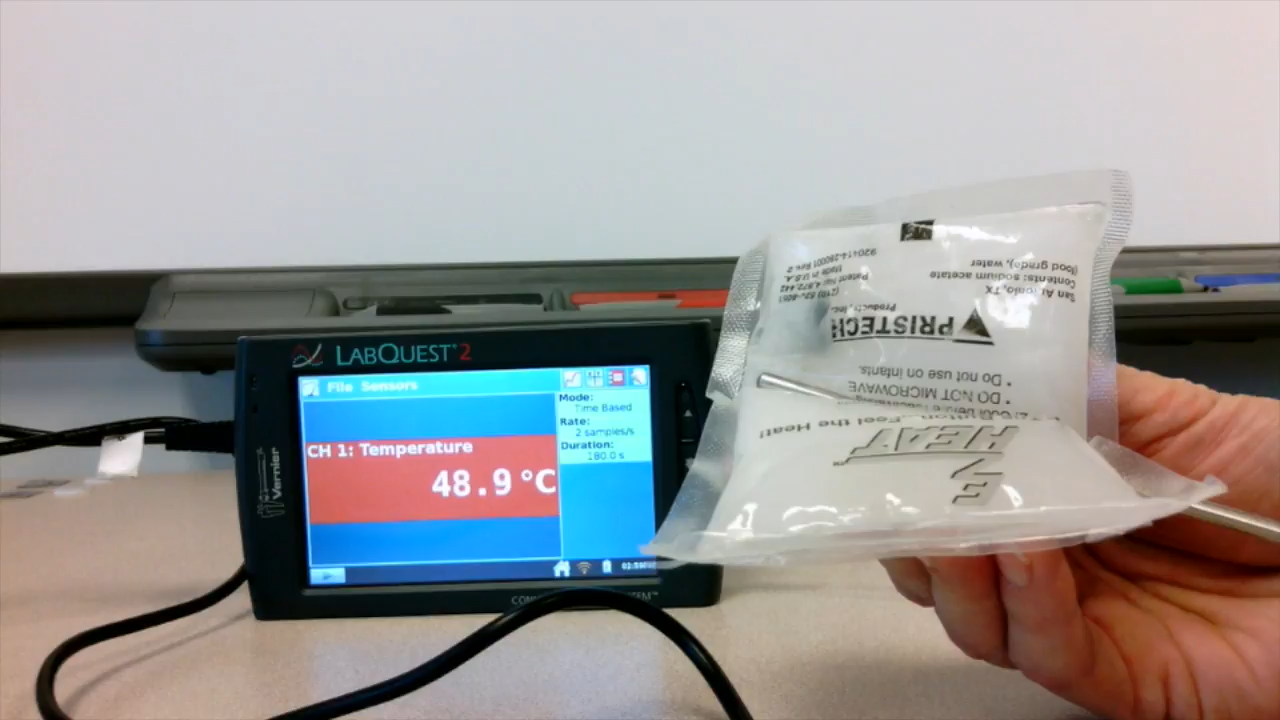 LABQUEST® 2
File Sensors
Mode:
Time Based
Rate:
2 samples/s
Duration:
180.0 s
CH 1: Temperature
48.9 °C
Vernier
PRISTECH
Products, Inc.
San Antonio, TX
Contents: sodium acetate
(food grade), water
Made in U.S.A.
• DO NOT MICROWAVE
• Do not use on infants.
Feel the Heat!
HEAT